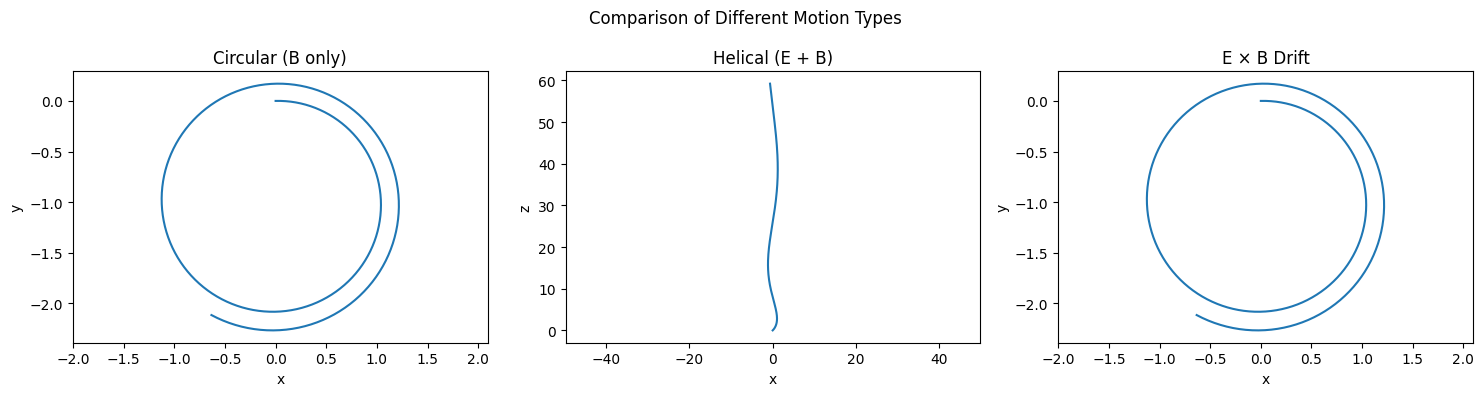 Comparison of Different Motion Types
Circular (B only)
0.0
−0.5
−1.0
−1.5
−2.0
y
−2.0 −1.5 −1.0 −0.5 0.0 0.5 1.0 1.5 2.0
x
Helical (E + B)
60
50
40
30
20
10
0
z
−40 −20 0 20 40
x
E × B Drift
0.0
−0.5
−1.0
−1.5
−2.0
y
−2.0 −1.5 −1.0 −0.5 0.0 0.5 1.0 1.5 2.0
x